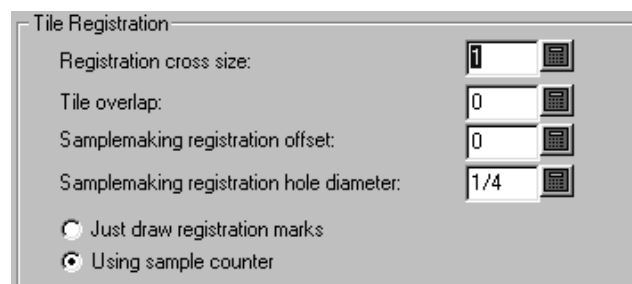 Tile Registration
Registration cross size: 1
Tile overlap: 0
Samplemaking registration offset: 0
Samplemaking registration hole diameter: 1/4
Just draw registration marks
Using sample counter